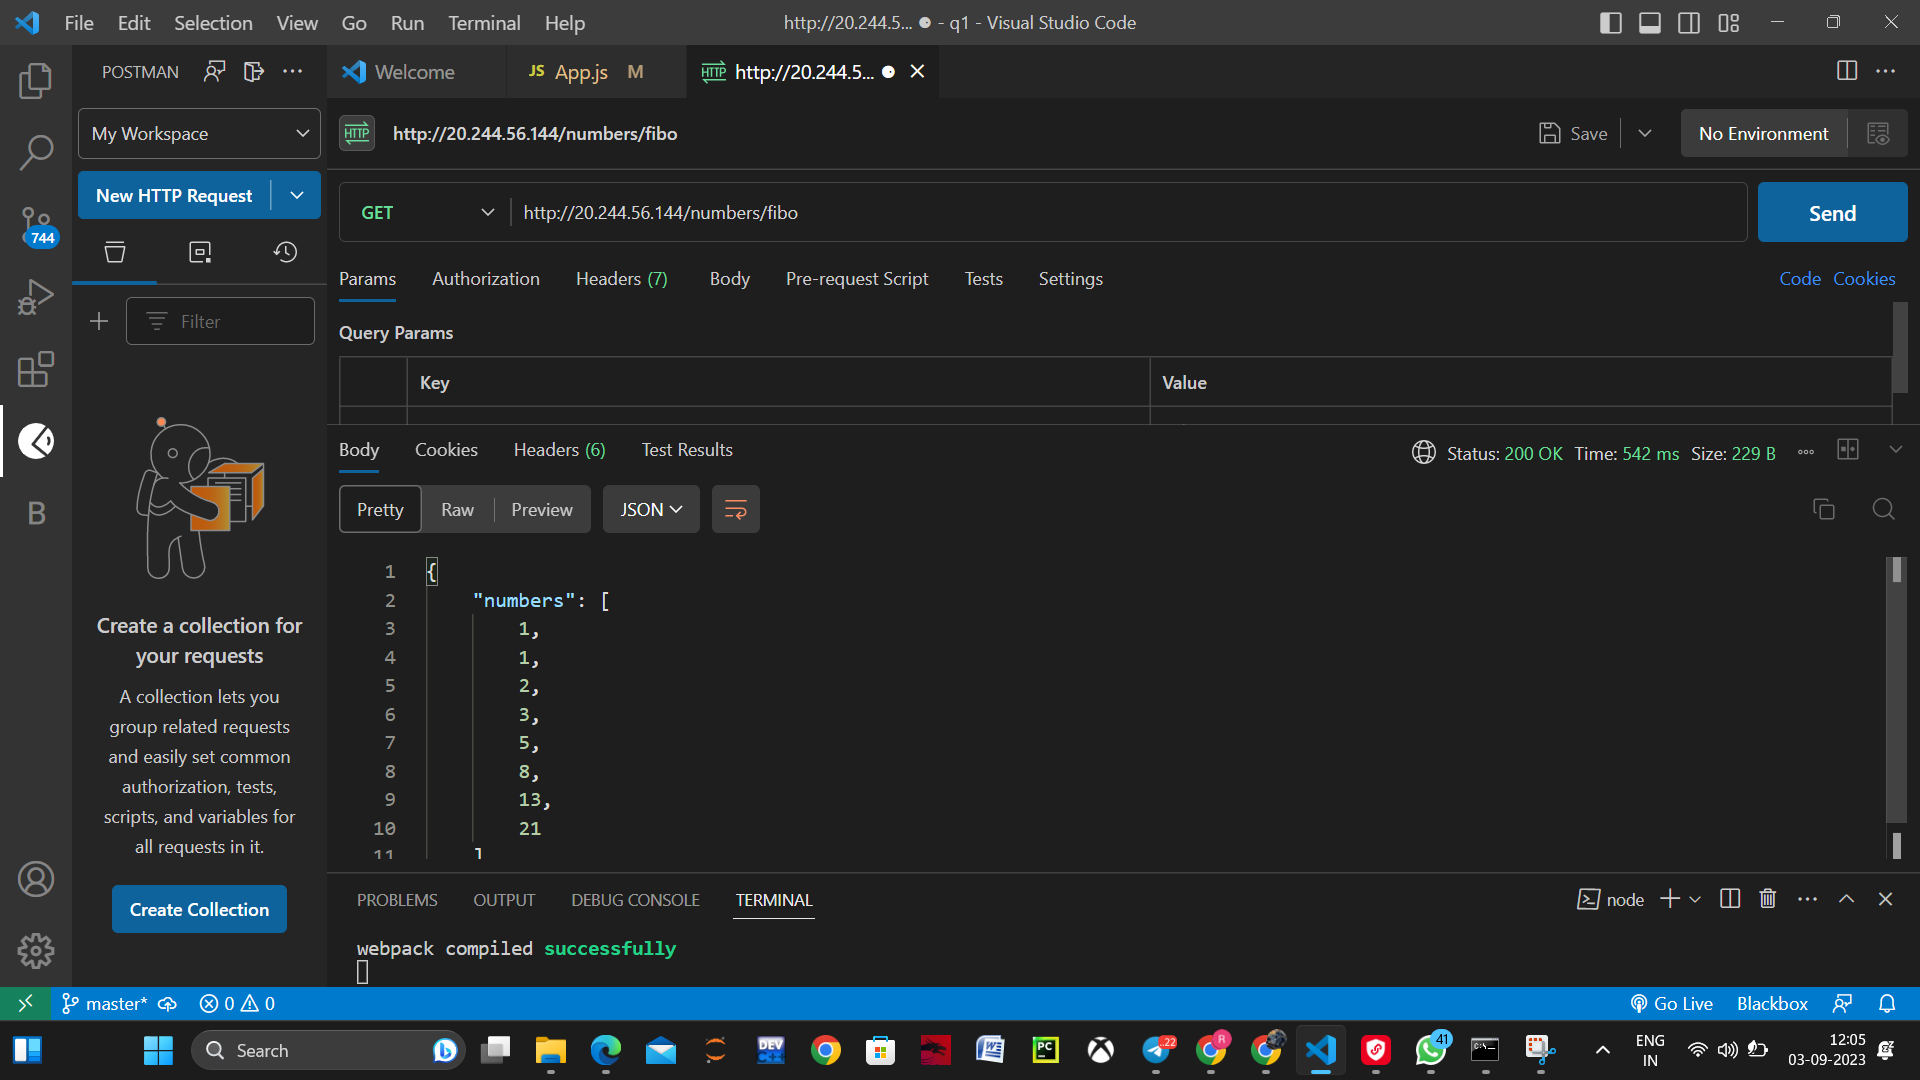 File Edit Selection View Go Run Terminal Help
http://20.244.5... ● - q1 - Visual Studio Code
POSTMAN
Welcome
JS App.js M
HTTP http://20.244.5...
My Workspace
HTTP http://20.244.56.144/numbers/fibo
Save
No Environment
New HTTP Request
GET
http://20.244.56.144/numbers/fibo
Send
744
Params Authorization Headers (7) Body Pre-request Script Tests Settings
Code Cookies
Filter
Query Params
Key Value
Body Cookies Headers (6) Test Results
Status: 200 OK Time: 542 ms Size: 229 B
Pretty Raw Preview JSON
B
1 {
2 "numbers": [
3 1,
4 1,
5 2,
6 3,
7 5,
8 8,
9 13,
10 21
11 ]
Create a collection for
your requests
A collection lets you
group related requests
and easily set common
authorization, tests,
scripts, and variables for
all requests in it.
Create Collection
PROBLEMS OUTPUT DEBUG CONSOLE TERMINAL
node
webpack compiled successfully
master* 0 0
Go Live Blackbox
Search
DEV
C++
PC
22
R
41
C:\_
ENG
IN
12:05
03-09-2023